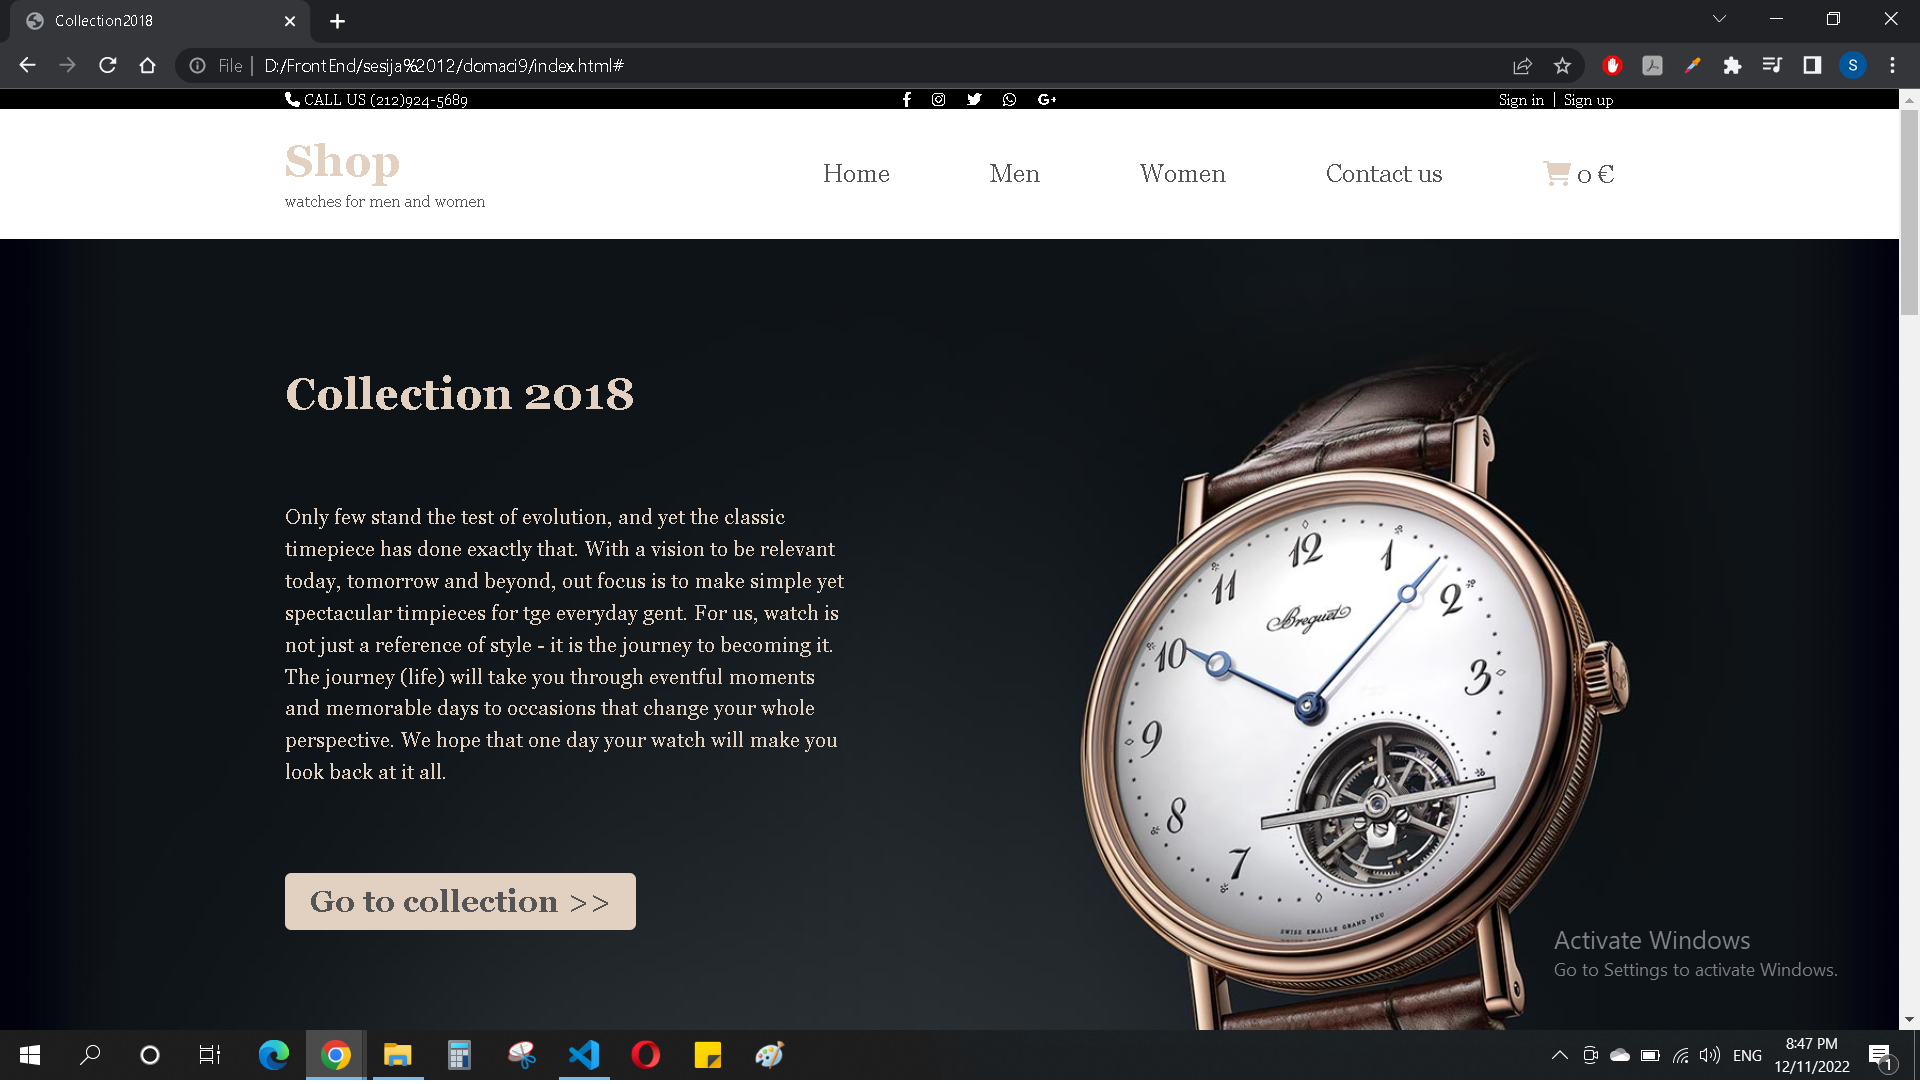 Collection2018
File
D:/FrontEnd/sesija%2012/domaci9/index.html#
S
CALL US (212)924-5689
Sign in | Sign up
Shop
watches for men and women
Home
Men
Women
Contact us
0 €
Collection 2018
Only few stand the test of evolution, and yet the classic
timepiece has done exactly that. With a vision to be relevant
today, tomorrow and beyond, out focus is to make simple yet
spectacular timpieces for tge everyday gent. For us, watch is
not just a reference of style - it is the journey to becoming it.
The journey (life) will take you through eventful moments
and memorable days to occasions that change your whole
perspective. We hope that one day your watch will make you
look back at it all.
Go to collection >>
12
1
11
2
Breguet
10
3
9
8
7
SWISS EMAILLE GRAND FEU
Activate Windows
Go to Settings to activate Windows.
ENG
8:47 PM
12/11/2022
1